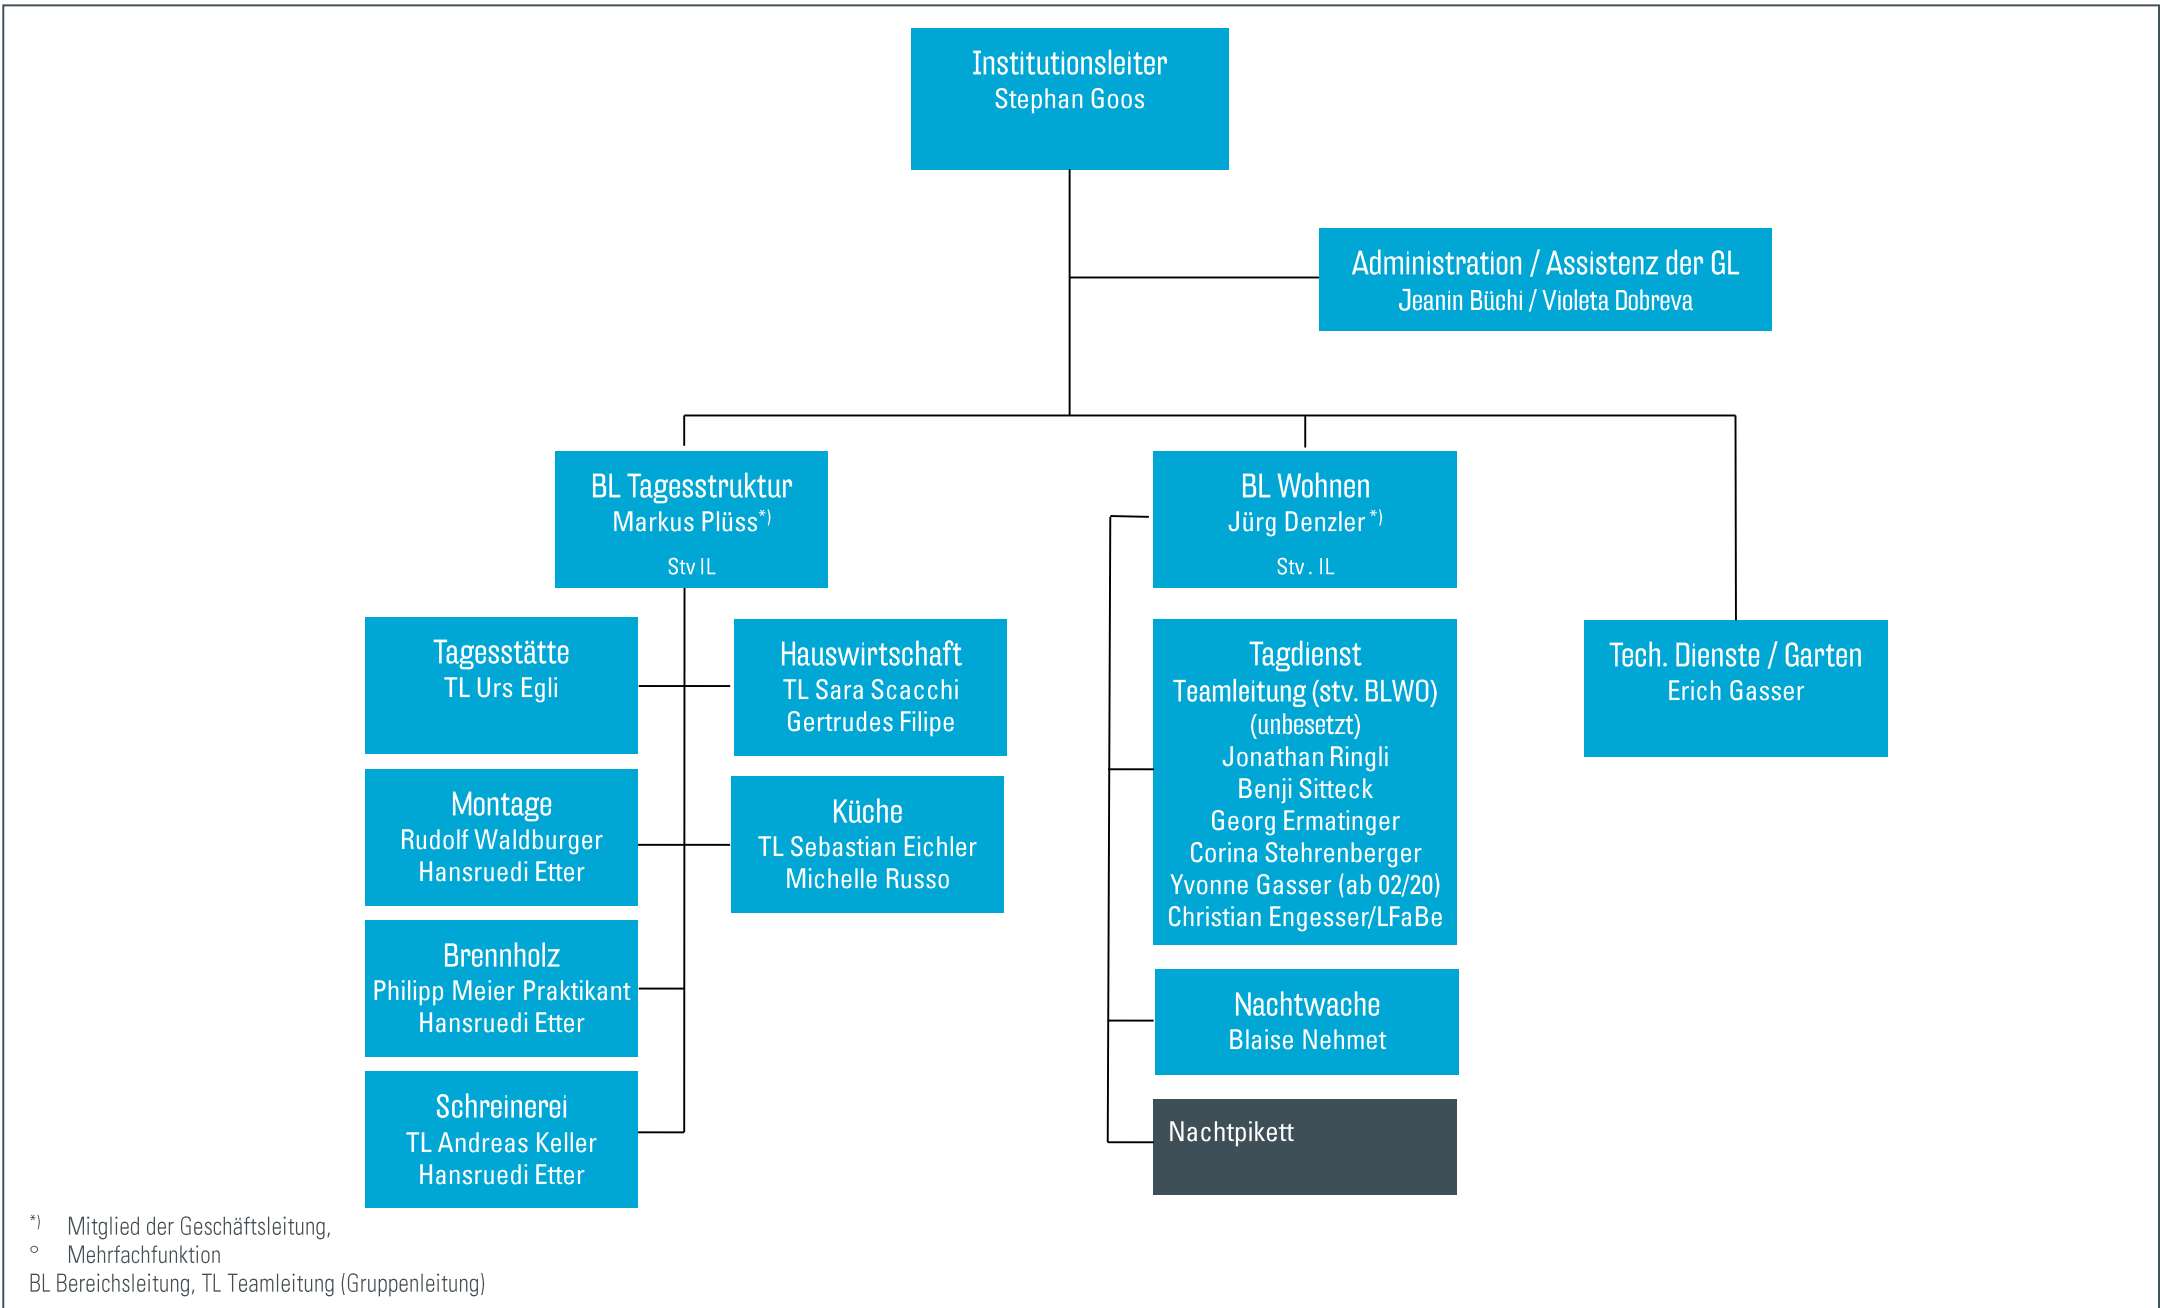 Institutionsleiter
Stephan Goos
Administration / Assistenz der GL
Jeanin Büchi / Violeta Dobreva
BL Tagesstruktur
Markus Plüss*)
Stv IL
BL Wohnen
Jürg Denzler *)
Stv . IL
Tagesstätte
TL Urs Egli
Hauswirtschaft
TL Sara Scacchi
Gertrudes Filipe
Montage
Rudolf Waldburger
Hansruedi Etter
Küche
TL Sebastian Eichler
Michelle Russo
Brennholz
Philipp Meier Praktikant
Hansruedi Etter
Schreinerei
TL Andreas Keller
Hansruedi Etter
Tagdienst
Teamleitung (stv. BLWO)
(unbesetzt)
Jonathan Ringli
Benji Sitteck
Georg Ermatinger
Corina Stehrenberger
Yvonne Gasser (ab 02/20)
Christian Engesser/LFaBe
Nachtwache
Blaise Nehmet
Nachtpikett
Tech. Dienste / Garten
Erich Gasser
*) Mitglied der Geschäftsleitung,
° Mehrfachfunktion
BL Bereichsleitung, TL Teamleitung (Gruppenleitung)